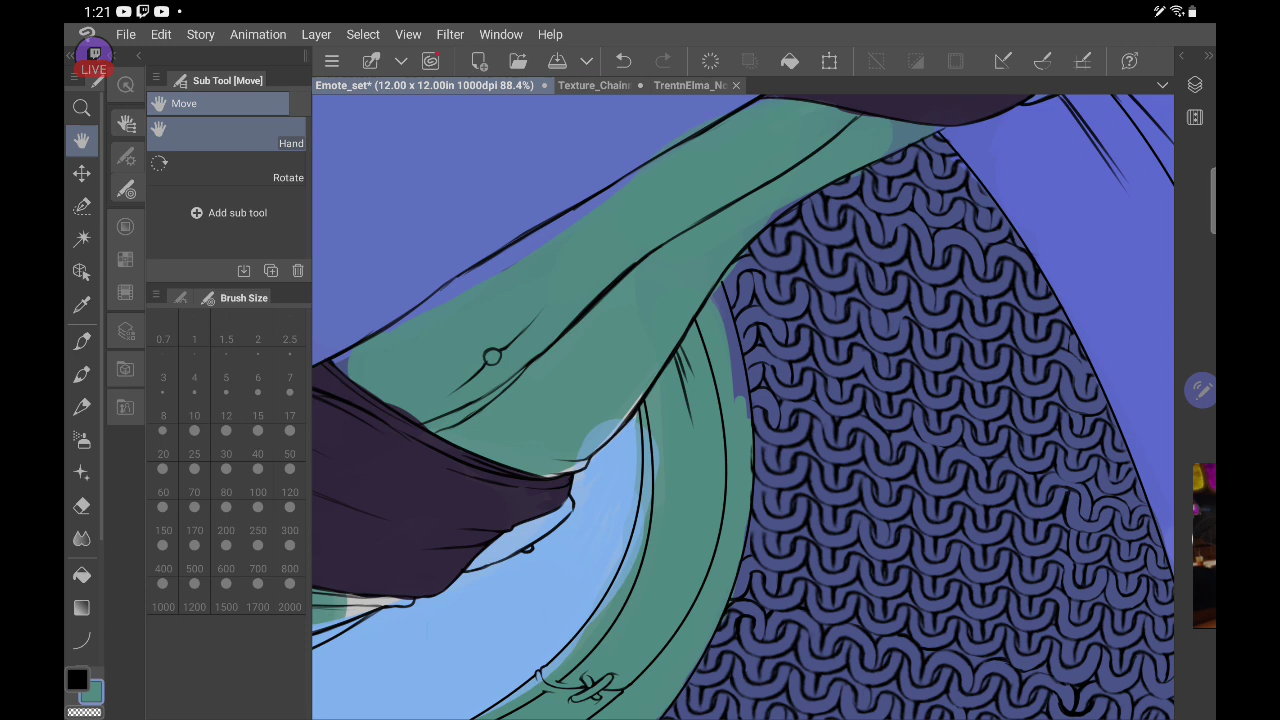 1:21
File Edit Story Animation Layer Select View Filter Window Help
LIVE
Sub Tool [Move]
Emote_set* (12.00 x 12.00in 1000dpi 88.4%) Texture_Chainr TrentnElma_No
Move
Hand
Rotate
Add sub tool
Brush Size
0.7 1 1.5 2 2.5
3 4 5 6 7
8 10 12 15 17
20 25 30 40 50
60 70 80 100 120
150 170 200 250 300
400 500 600 700 800
1000 1200 1500 1700 2000